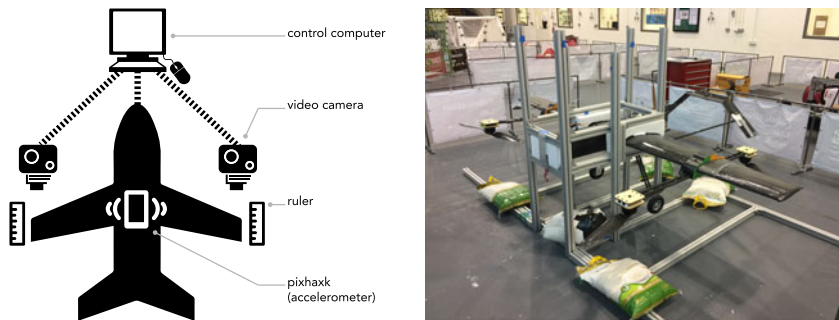 control computer
video camera
ruler
pixhaxk
(accelerometer)